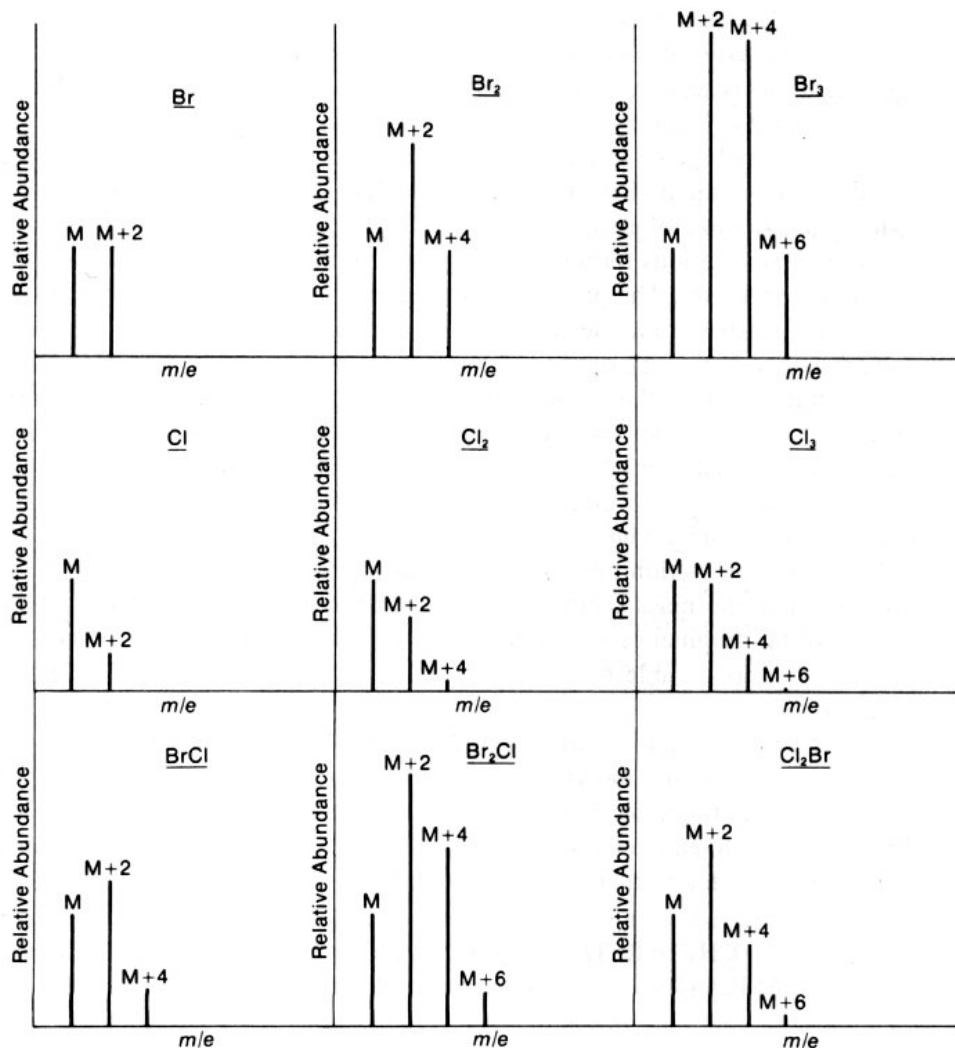 Relative Abundance
Br
M
M+2
m/e
Relative Abundance
Br₂
M
M+2
M+4
m/e
Relative Abundance
Br₃
M
M+2
M+4
M+6
m/e
Relative Abundance
Cl
M
M+2
m/e
Relative Abundance
Cl₂
M
M+2
M+4
m/e
Relative Abundance
Cl₃
M
M+2
M+4
M+6
m/e
Relative Abundance
BrCl
M
M+2
M+4
m/e
Relative Abundance
Br₂Cl
M
M+2
M+4
M+6
m/e
Relative Abundance
Cl₂Br
M
M+2
M+4
M+6
m/e